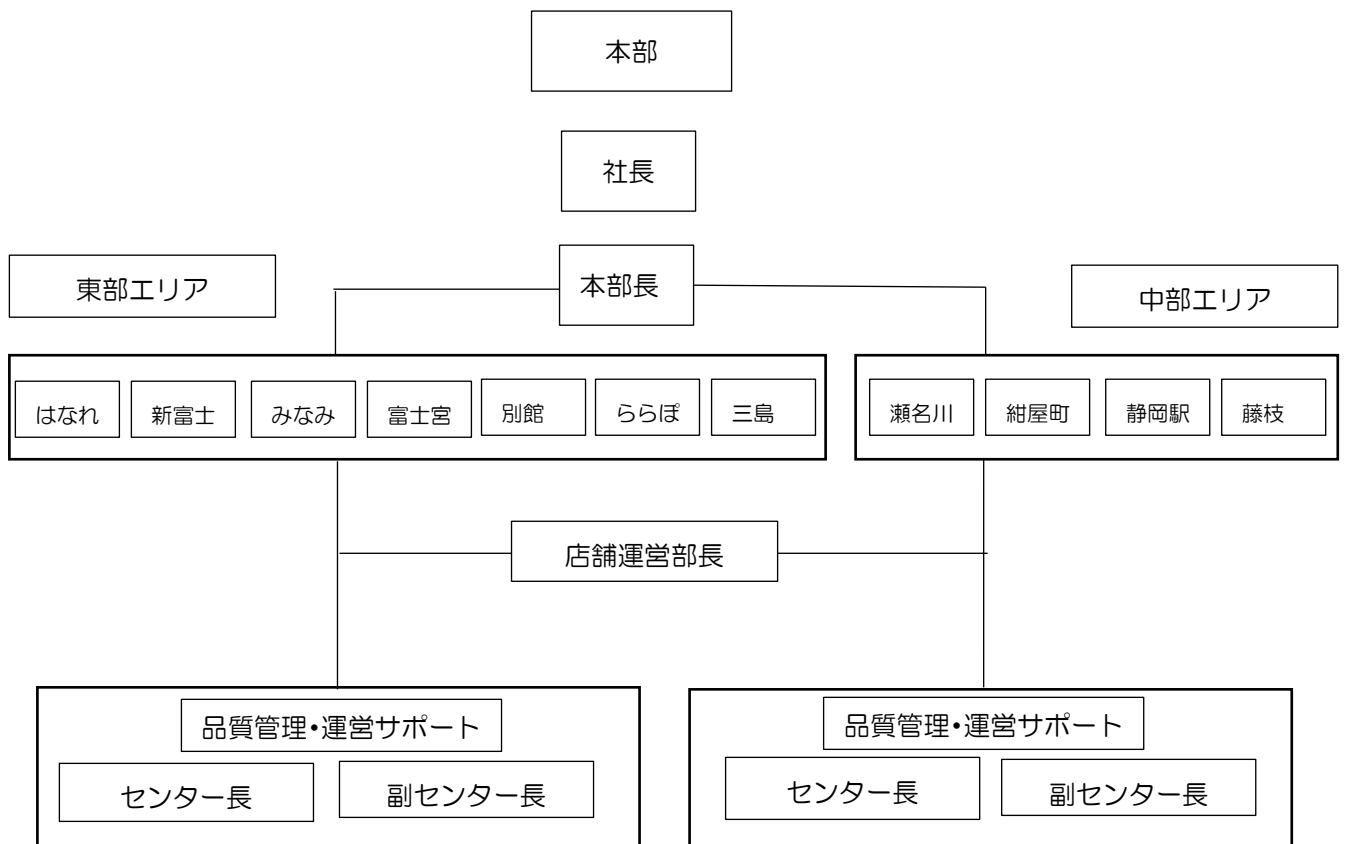 本部
社長
本部長
東部エリア
中部エリア
はなれ
新富士
みなみ
富士宮
別館
ららぽ
三島
瀬名川
紺屋町
静岡駅
藤枝
店舗運営部長
品質管理・運営サポート
センター長
副センター長
品質管理・運営サポート
センター長
副センター長